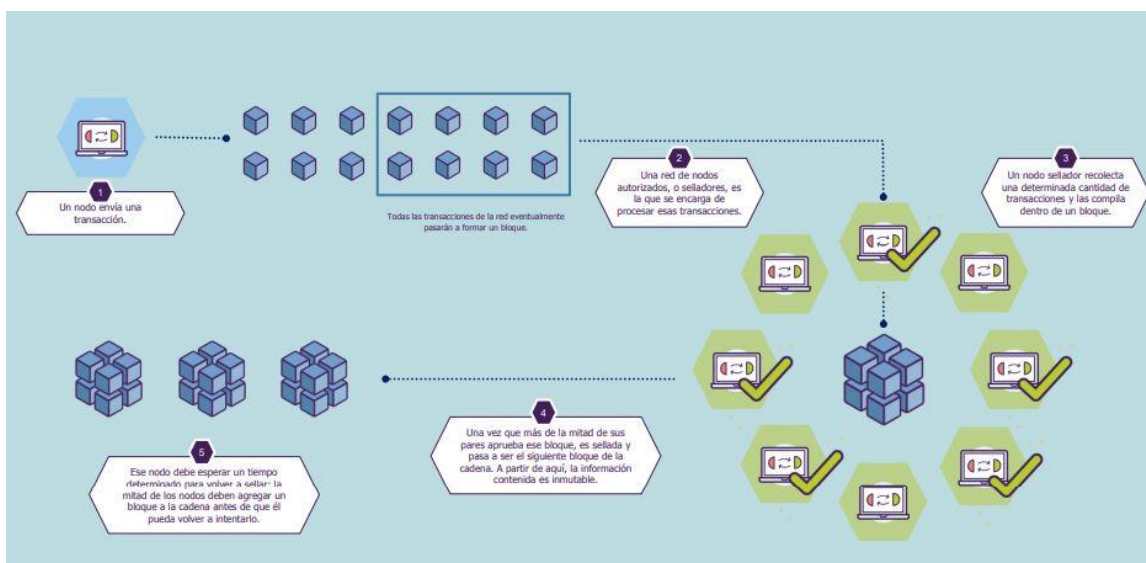 1
Un nodo envía una
transacción.
Todas las transacciones de la red eventualmente
pasarán a formar un bloque.
2
Una red de nodos
autorizados, o selladores, es
la que se encarga de
procesar esas transacciones.
3
Un nodo sellador recolecta
una determinada cantidad de
transacciones y las compila
dentro de un bloque.
4
Una vez que más de la mitad de sus
pares aprueba ese bloque, es sellada y
pasa a ser el siguiente bloque de la
cadena. A partir de aquí, la información
contenida es inmutable.
5
Ese nodo debe esperar un tiempo
determinado para volver a sellar: la
mitad de los nodos deben agregar un
bloque a la cadena antes de que él
pueda volver a intentarlo.